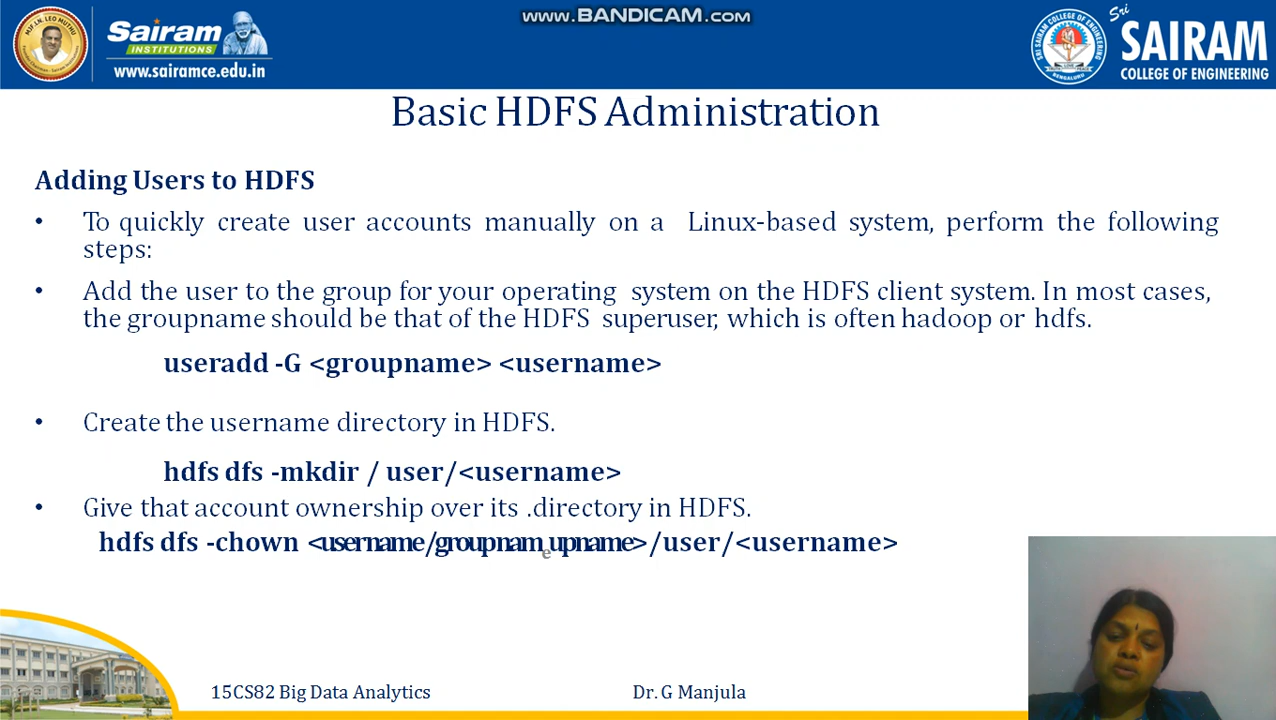 www.BANDICAM.com
Sairam
INSTITUTIONS
www.sairamce.edu.in
Sri
SAIRAM
COLLEGE OF ENGINEERING
Basic HDFS Administration
Adding Users to HDFS
• To quickly create user accounts manually on a Linux-based system, perform the following
steps:
• Add the user to the group for your operating system on the HDFS client system. In most cases,
the groupname should be that of the HDFS superuser, which is often hadoop or hdfs.
useradd -G <groupname> <username>
• Create the username directory in HDFS.
hdfs dfs -mkdir / user/<username>
• Give that account ownership over its .directory in HDFS.
hdfs dfs -chown <username/groupnam e upname>/user/<username>
15CS82 Big Data Analytics
Dr. G Manjula